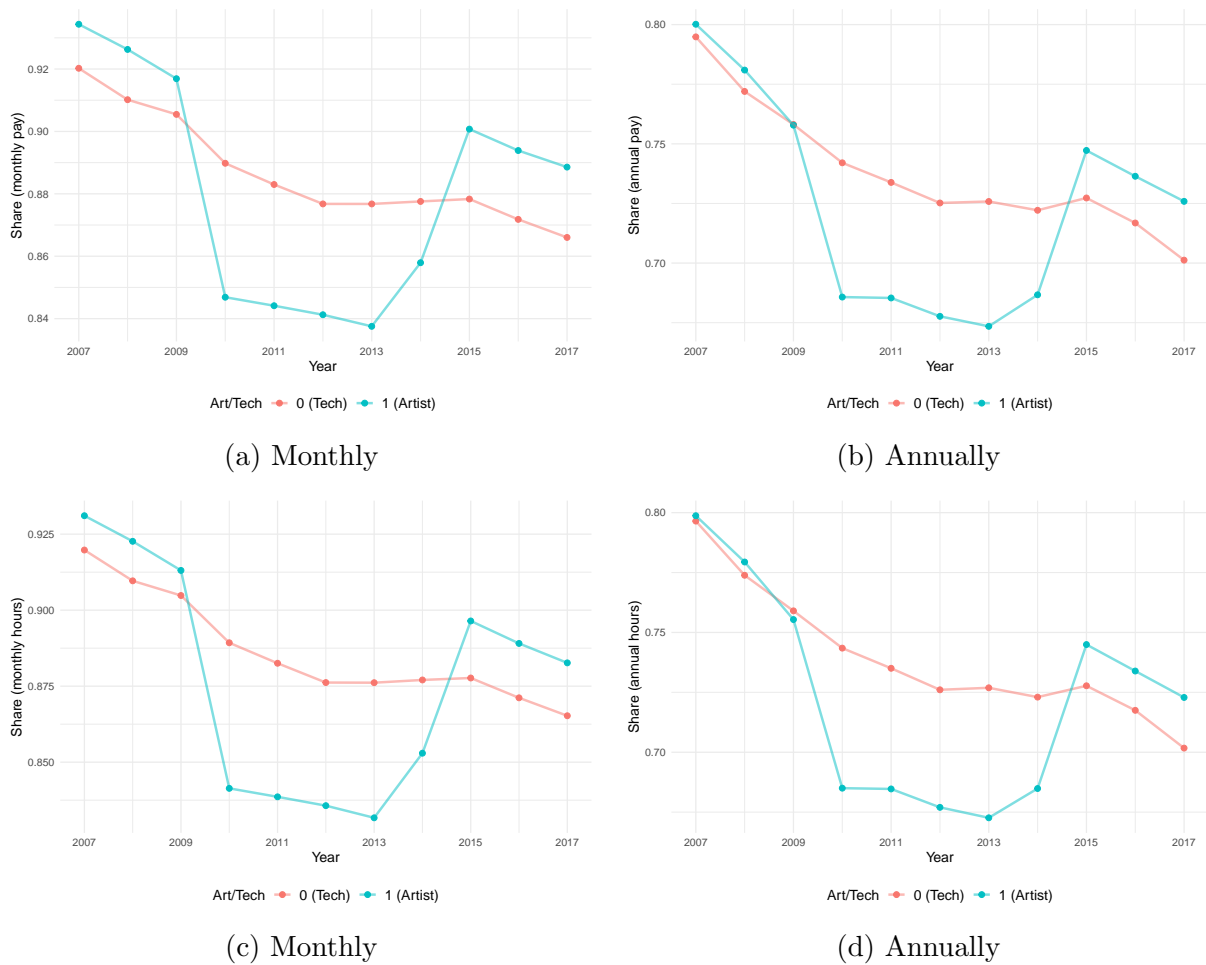 Share (monthly pay)
0.92
0.90
0.88
0.86
0.84
2007 2009 2011 2013 2015 2017
Year
Art/Tech 0 (Tech) 1 (Artist)
(a) Monthly
Share (annual pay)
0.80
0.75
0.70
2007 2009 2011 2013 2015 2017
Year
Art/Tech 0 (Tech) 1 (Artist)
(b) Annually
Share (monthly hours)
0.925
0.900
0.875
0.850
2007 2009 2011 2013 2015 2017
Year
Art/Tech 0 (Tech) 1 (Artist)
(c) Monthly
Share (annual hours)
0.80
0.75
0.70
2007 2009 2011 2013 2015 2017
Year
Art/Tech 0 (Tech) 1 (Artist)
(d) Annually